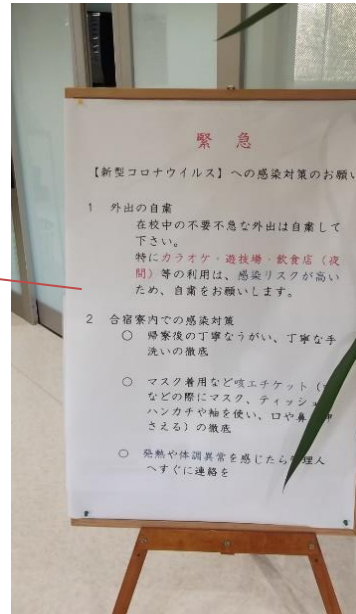 緊 急
【新型コロナウイルス】への感染対策のお願い
1 外出の自粛
在校中の不要不急な外出は自粛して
下さい。
特にカラオケ・遊技場・飲食店(夜
間)等の利用は、感染リスクが高い
ため、自粛をお願いします。
2 合宿寮内での感染対策
○ 帰寮後の丁寧なうがい、丁寧な手
洗いの徹底
○ マスク着用など咳エチケット(
などの際にマスク、ティッシュ
ハンカチや袖を使い、口や鼻
さえる)の徹底
○ 発熱や体調異常を感じたら管理人
へすぐに連絡を